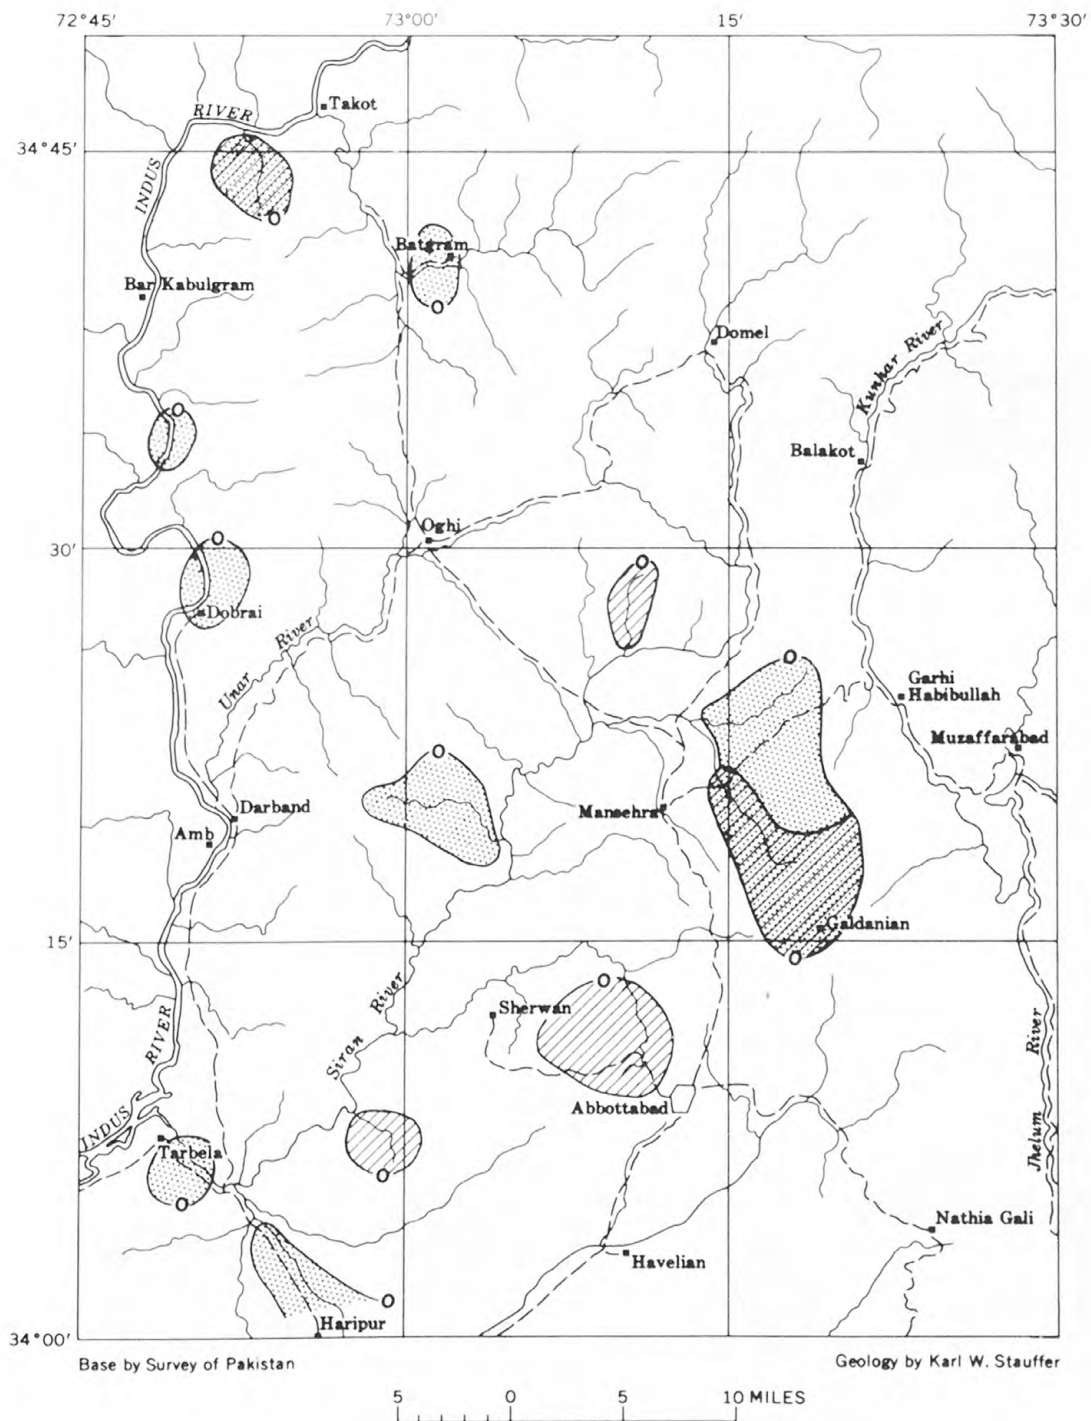 72°45′ 73°00′ 15′ 73°30′
Takot
RIVER
34°45′
INDUS
Batgram
O
O
Bar Kabulgram
Domel
Kunhar River
O
Balakot
Oghi
30′
O
O
Dobrai
Unar River
O
Garhi
Habibullah
Muzaffarabad
O
Darband
Mansehra
Amb
Galdanian
15′
O
O
Sherwan
Siran River
RIVER
Jhelum River
Abbottabad
INDUS
Tarbela
O
O
Nathia Gali
Havelian
O
Haripur
34°00′
Base by Survey of Pakistan
Geology by Karl W. Stauffer
5 0 5 10 MILES